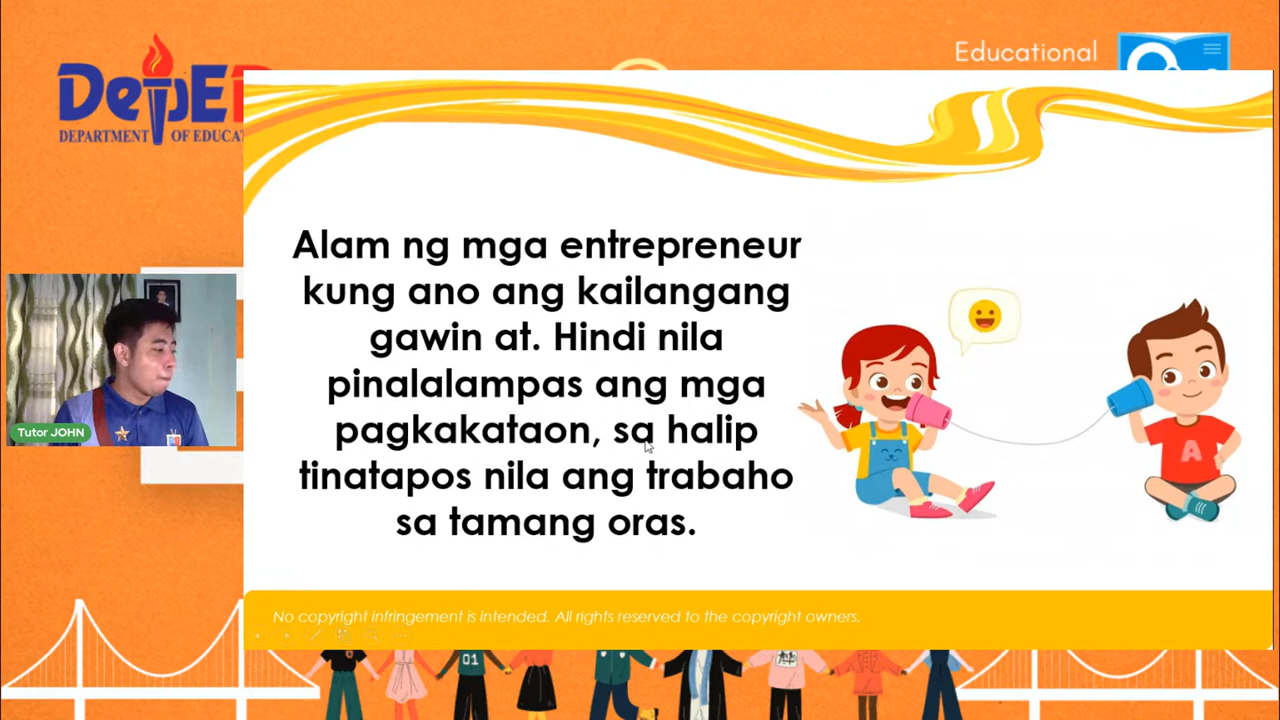 Educational
DepE
DEPARTMENT OF EDUCA
Alam ng mga entrepreneur
kung ano ang kailangang
gawin at. Hindi nila
pinalalampas ang mga
pagkakataon, sa halip
tinatapos nila ang trabaho
sa tamang oras.
A
Tutor JOHN
No copyright infringement is intended. All rights reserved to the copyright owners.
01